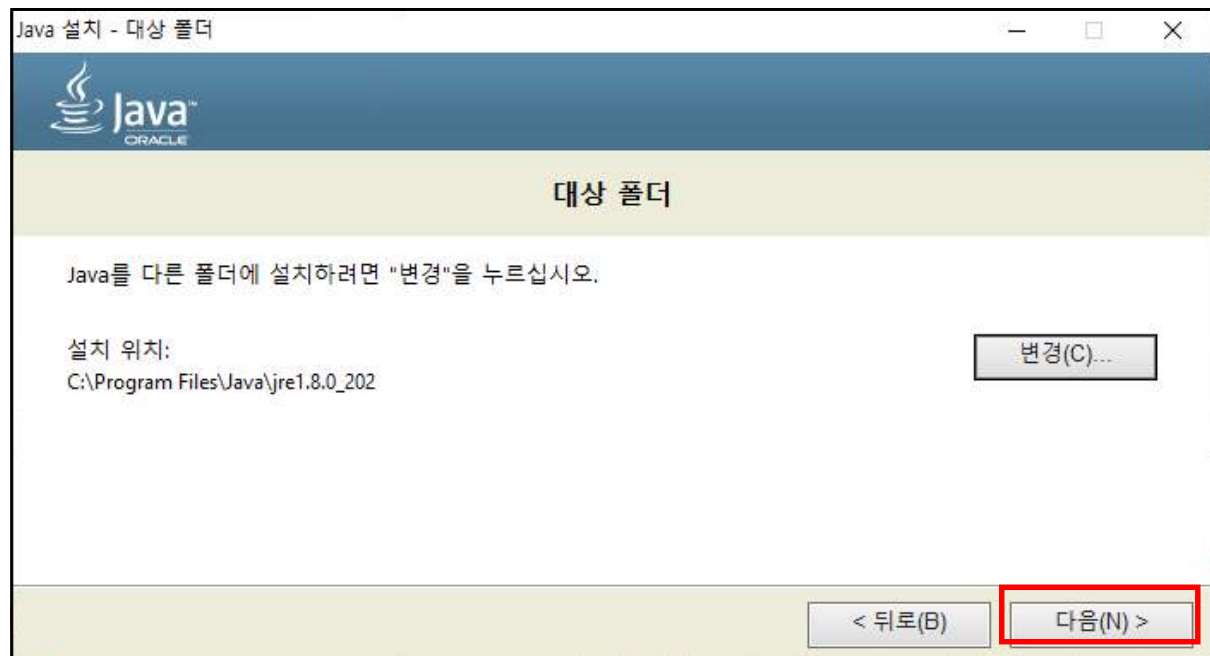 Java 설치 - 대상 폴더
Java™
ORACLE
대상 폴더
Java를 다른 폴더에 설치하려면 "변경"을 누르십시오.
설치 위치:
변경(C)...
C:\Program Files\Java\jre1.8.0_202
< 뒤로(B)
다음(N) >